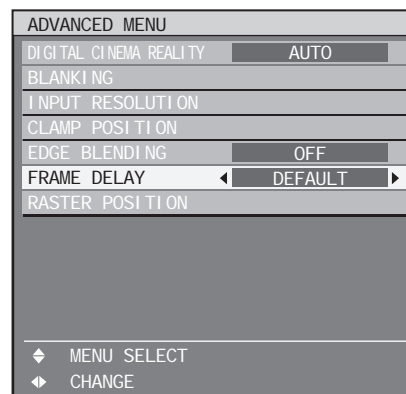 ADVANCED MENU
DIGITAL CINEMA REALITY AUTO
BLANKING
INPUT RESOLUTION
CLAMP POSITION
EDGE BLENDING OFF
FRAME DELAY DEFAULT
RASTER POSITION
MENU SELECT
CHANGE